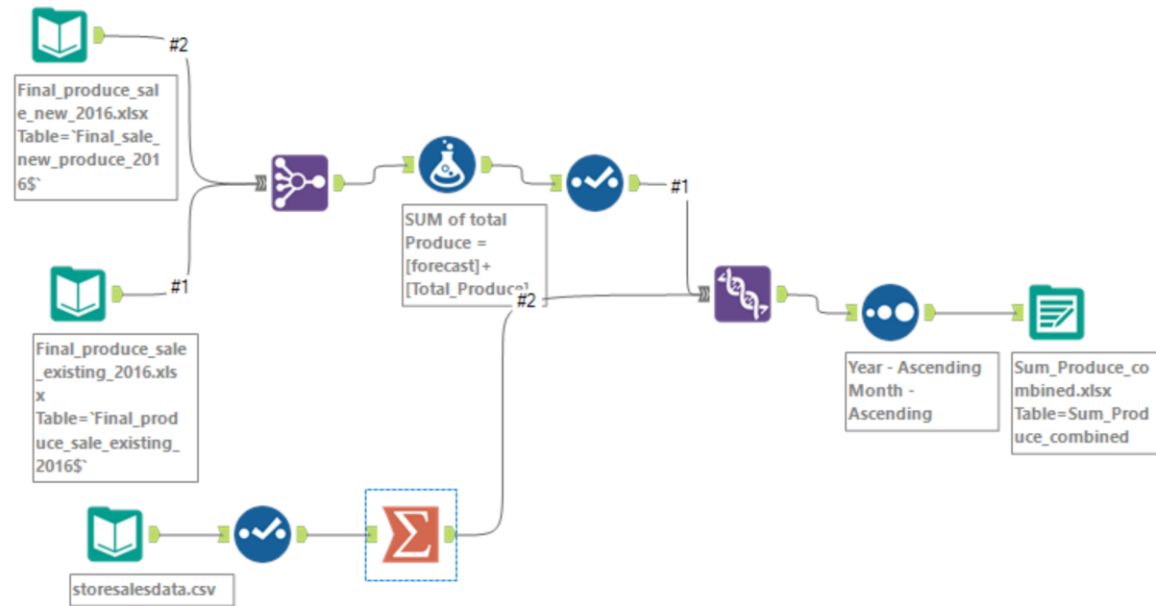 #2
Final_produce_sal
e_new_2016.xlsx
Table=`Final_sale_
new_produce_201
6$`
#1
Final_produce_sale
_existing_2016.xls
x
Table=`Final_prod
uce_sale_existing_
2016$`
SUM of total
Produce =
[forecast]+
[Total_Produce]
#1
#2
Year - Ascending
Month -
Ascending
Sum_Produce_co
mbined.xlsx
Table=Sum_Prod
uce_combined
storesalesdata.csv